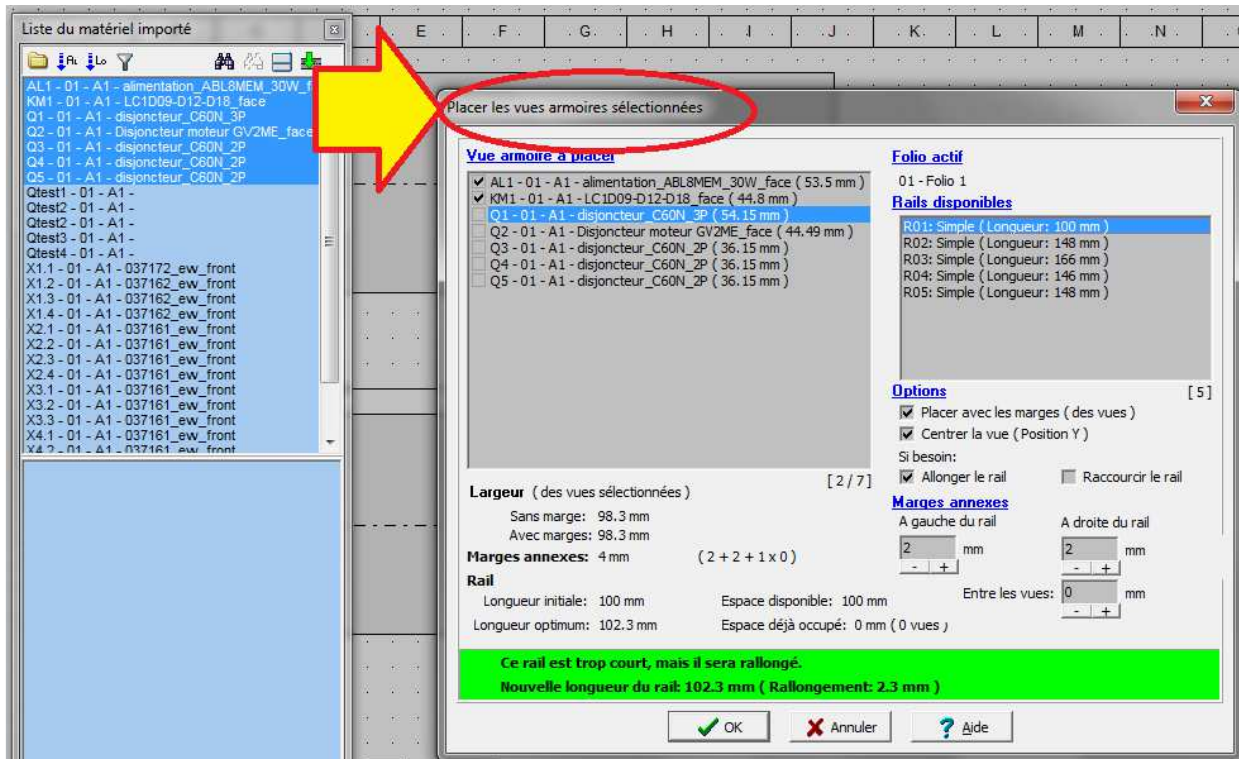 Liste du matériel importé
E F G H I J K L M N
AL1 - 01 - A1 - alimentation_ABL8MEM_30W_f
KM1 - 01 - A1 - LC1D09-D12-D18_face
Q1 - 01 - A1 - disjoncteur_C60N_3P
Q2 - 01 - A1 - Disjoncteur moteur GV2ME_face
Q3 - 01 - A1 - disjoncteur_C60N_2P
Q4 - 01 - A1 - disjoncteur_C60N_2P
Q5 - 01 - A1 - disjoncteur_C60N_2P
Qtest1 - 01 - A1 -
Qtest2 - 01 - A1 -
Qtest2 - 01 - A1 -
Qtest3 - 01 - A1 -
Qtest4 - 01 - A1 -
X1.1 - 01 - A1 - 037172_ew_front
X1.2 - 01 - A1 - 037162_ew_front
X1.3 - 01 - A1 - 037162_ew_front
X1.4 - 01 - A1 - 037162_ew_front
X2.1 - 01 - A1 - 037161_ew_front
X2.2 - 01 - A1 - 037161_ew_front
X2.3 - 01 - A1 - 037161_ew_front
X2.4 - 01 - A1 - 037161_ew_front
X3.1 - 01 - A1 - 037161_ew_front
X3.2 - 01 - A1 - 037161_ew_front
X3.3 - 01 - A1 - 037161_ew_front
X4.1 - 01 - A1 - 037161_ew_front
X4.2 - 01 - A1 - 037161_ew_front
Placer les vues armoires sélectionnées
Vue armoire à placer
AL1 - 01 - A1 - alimentation_ABL8MEM_30W_face ( 53.5 mm )
KM1 - 01 - A1 - LC1D09-D12-D18_face ( 44.8 mm )
Q1 - 01 - A1 - disjoncteur_C60N_3P ( 54.15 mm )
Q2 - 01 - A1 - Disjoncteur moteur GV2ME_face ( 44.49 mm )
Q3 - 01 - A1 - disjoncteur_C60N_2P ( 36.15 mm )
Q4 - 01 - A1 - disjoncteur_C60N_2P ( 36.15 mm )
Q5 - 01 - A1 - disjoncteur_C60N_2P ( 36.15 mm )
[ 2 / 7 ]
Largeur ( des vues sélectionnées )
Sans marge: 98.3 mm
Avec marges: 98.3 mm
Marges annexes: 4 mm ( 2 + 2 + 1 x 0 )
Rail
Longueur initiale: 100 mm Espace disponible: 100 mm
Longueur optimum: 102.3 mm Espace déjà occupé: 0 mm ( 0 vues )
Folio actif
01 - Folio 1
Rails disponibles
R01: Simple ( Longueur: 100 mm )
R02: Simple ( Longueur: 148 mm )
R03: Simple ( Longueur: 166 mm )
R04: Simple ( Longueur: 146 mm )
R05: Simple ( Longueur: 148 mm )
Options [ 5 ]
Placer avec les marges ( des vues )
Centrer la vue ( Position Y )
Si besoin:
Allonger le rail Raccourcir le rail
Marges annexes
A gauche du rail A droite du rail
2 mm 2 mm
- + - +
Entre les vues: 0 mm
- +
Ce rail est trop court, mais il sera rallongé.
Nouvelle longueur du rail: 102.3 mm ( Rallongement: 2.3 mm )
OK Annuler ? Aide